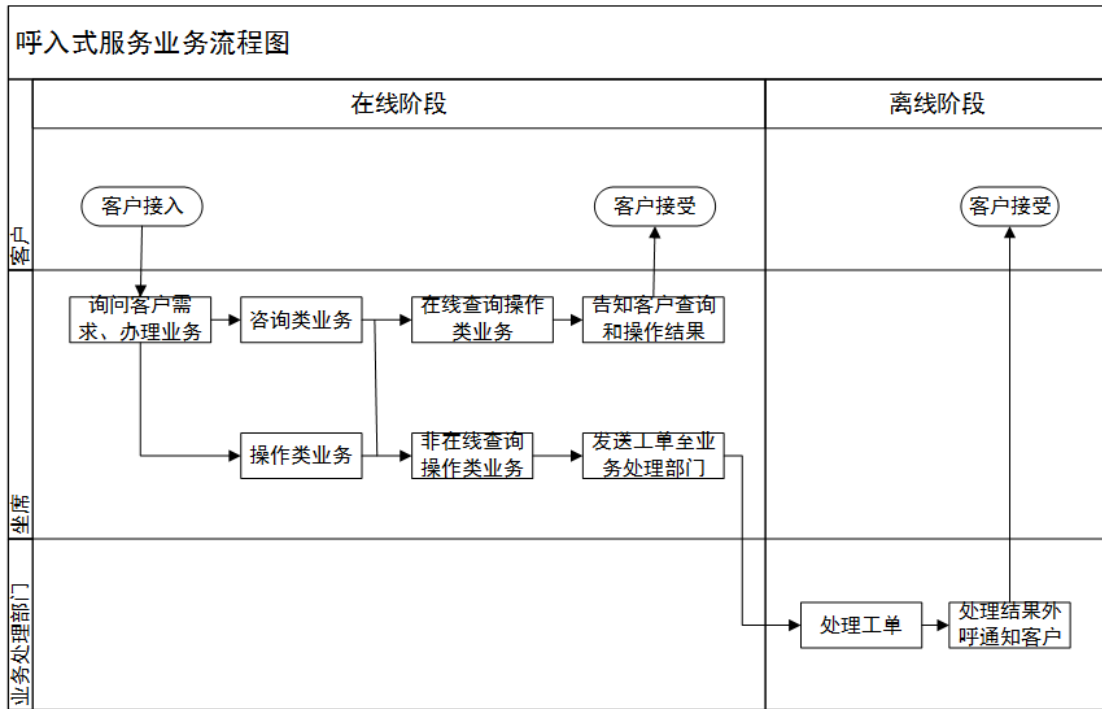 呼入式服务业务流程图
在线阶段
离线阶段
客户
客户接入
客户接受
客户接受
坐席
询问客户需
求、办理业务
咨询类业务
在线查询操作
类业务
告知客户查询
和操作结果
操作类业务
非在线查询
操作类业务
发送工单至业
务处理部门
业务处理部门
处理工单
处理结果外
呼通知客户